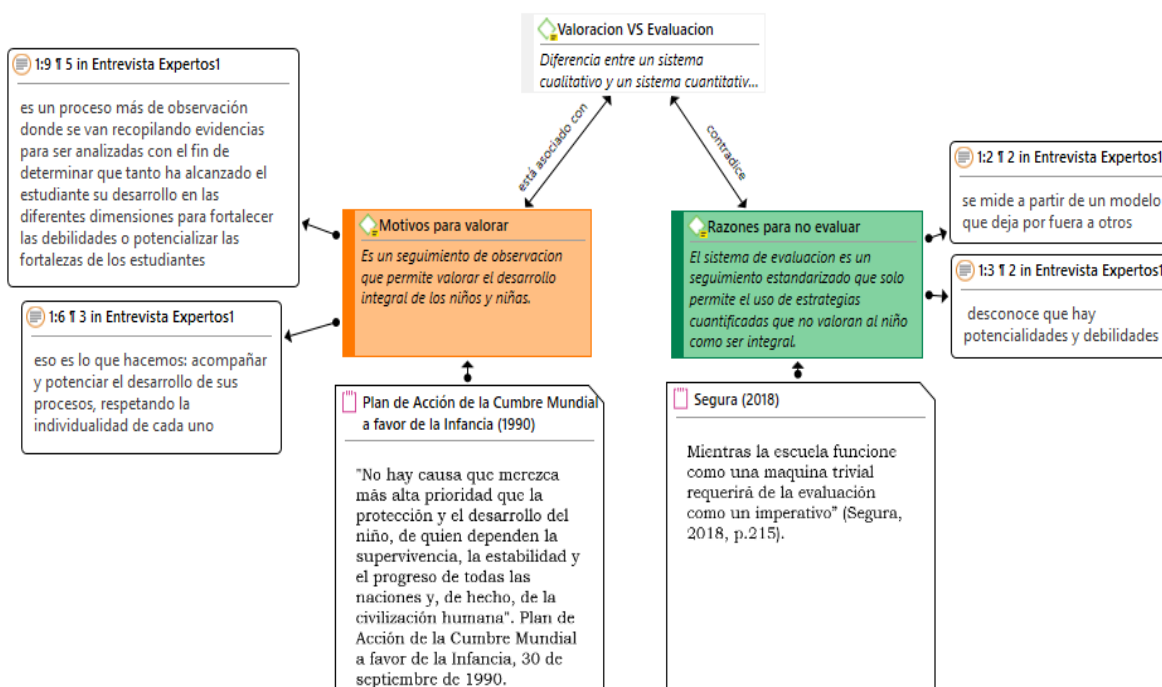 Valoracion VS Evaluacion
Diferencia entre un sistema
cualitativo y un sistema cuantitativ...
está asociado con
contradice
1:9 ¶ 5 in Entrevista Expertos1
es un proceso más de observación
donde se van recopilando evidencias
para ser analizadas con el fin de
determinar que tanto ha alcanzado el
estudiante su desarrollo en las
diferentes dimensiones para fortalecer
las debilidades o potencializar las
fortalezas de los estudiantes
1:6 ¶ 3 in Entrevista Expertos1
eso es lo que hacemos: acompañar
y potenciar el desarrollo de sus
procesos, respetando la
individualidad de cada uno
Motivos para valorar
Es un seguimiento de observacion
que permite valorar el desarrollo
integral de los niños y niñas.
Razones para no evaluar
El sistema de evaluacion es un
seguimiento estandarizado que solo
permite el uso de estrategias
cuantificadas que no valoran al niño
como ser integral.
1:2 ¶ 2 in Entrevista Expertos1
se mide a partir de un modelo
que deja por fuera a otros
1:3 ¶ 2 in Entrevista Expertos1
desconoce que hay
potencialidades y debilidades
Plan de Acción de la Cumbre Mundial
a favor de la Infancia (1990)
"No hay causa que merezca
más alta prioridad que la
protección y el desarrollo del
niño, de quien dependen la
supervivencia, la estabilidad y
el progreso de todas las
naciones y, de hecho, de la
civilización humana". Plan de
Acción de la Cumbre Mundial
a favor de la Infancia, 30 de
septiembre de 1990.
Segura (2018)
Mientras la escuela funcione
como una maquina trivial
requerirá de la evaluación
como un imperativo” (Segura,
2018, p.215).